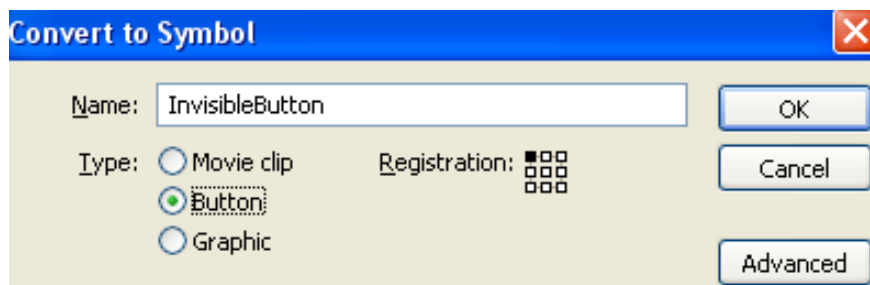 Convert to Symbol
Name: InvisibleButton OK
Type: Movie clip Registration: Cancel
Button
Graphic
Advanced